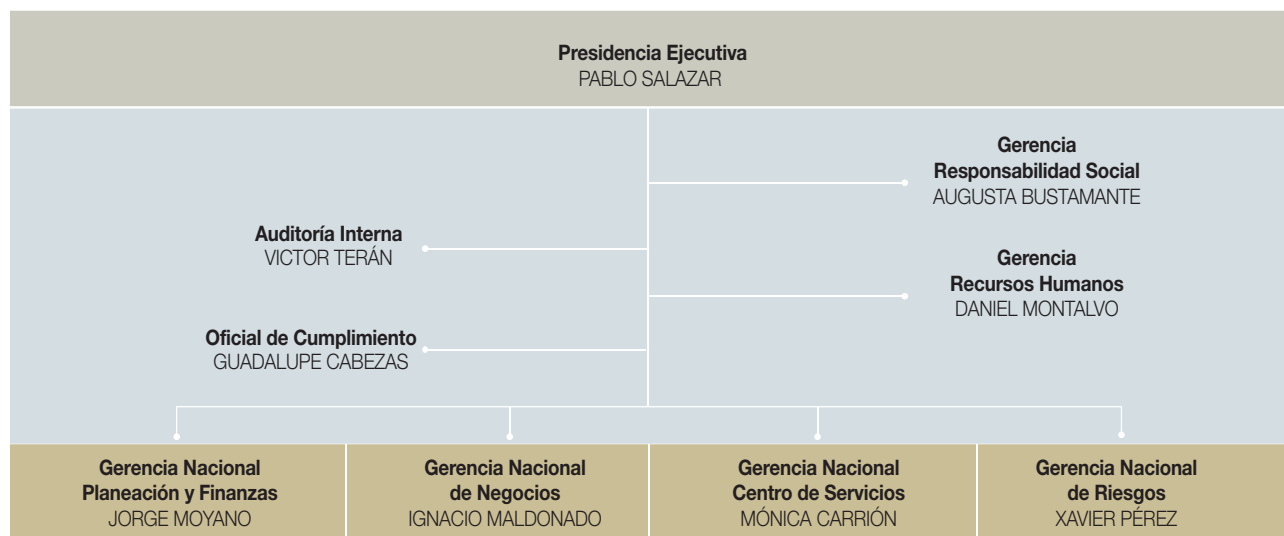 Presidencia Ejecutiva
PABLO SALAZAR
Gerencia
Responsabilidad Social
AUGUSTA BUSTAMANTE
Auditoría Interna
VICTOR TERÁN
Gerencia
Recursos Humanos
DANIEL MONTALVO
Oficial de Cumplimiento
GUADALUPE CABEZAS
Gerencia Nacional
Planeación y Finanzas
JORGE MOYANO
Gerencia Nacional
de Negocios
IGNACIO MALDONADO
Gerencia Nacional
Centro de Servicios
MÓNICA CARRIÓN
Gerencia Nacional
de Riesgos
XAVIER PÉREZ